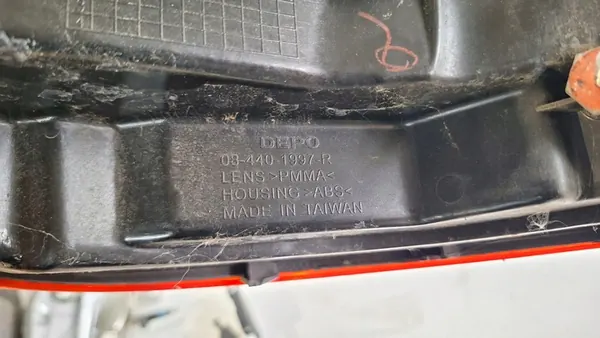 DEPO
03-440-1997-R
LENS >PMMA<
HOUSING >ABS<
MADE IN TAIWAN